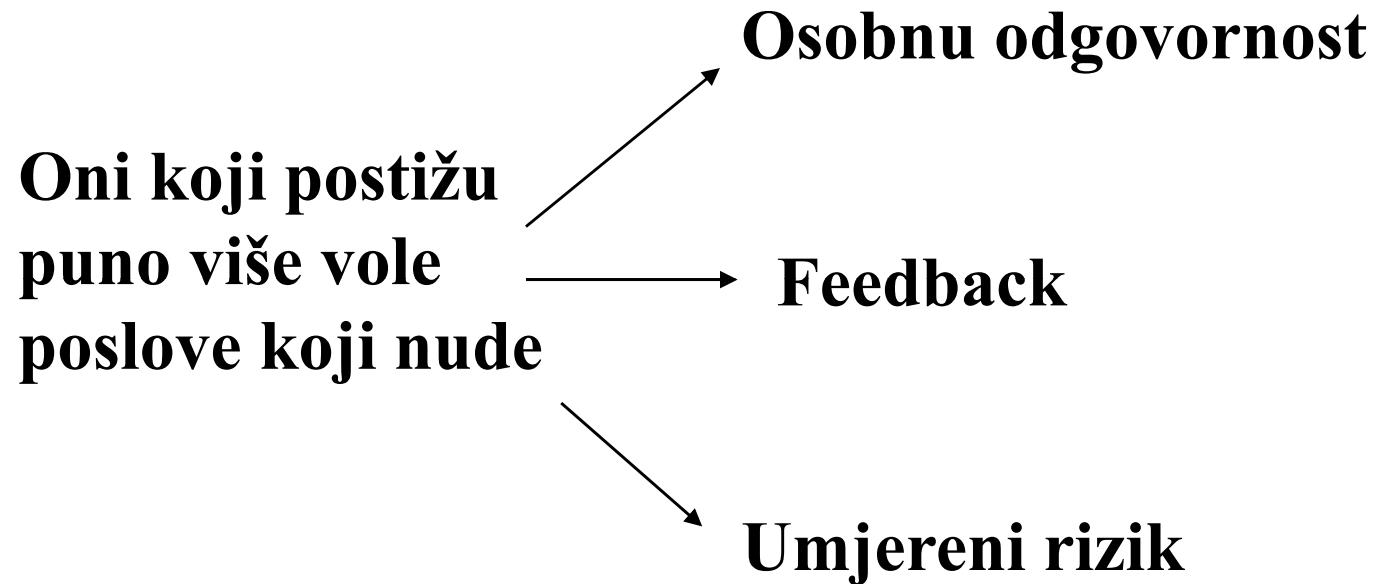 Osobnu odgovornost
Oni koji postižu
puno više vole
poslove koji nude
Feedback
Umjereni rizik